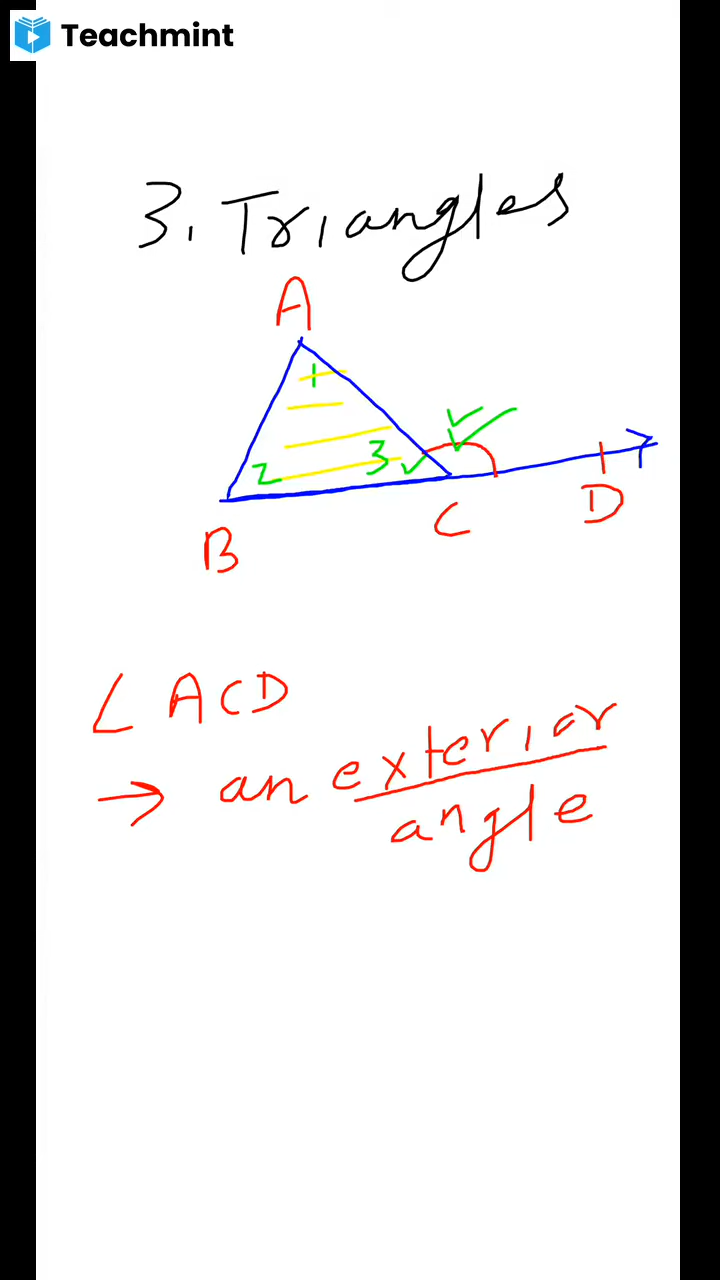 Teachmint
3. Triangles
A
1
2
3
B
C
D
∠ ACD
→ an exterior
angle